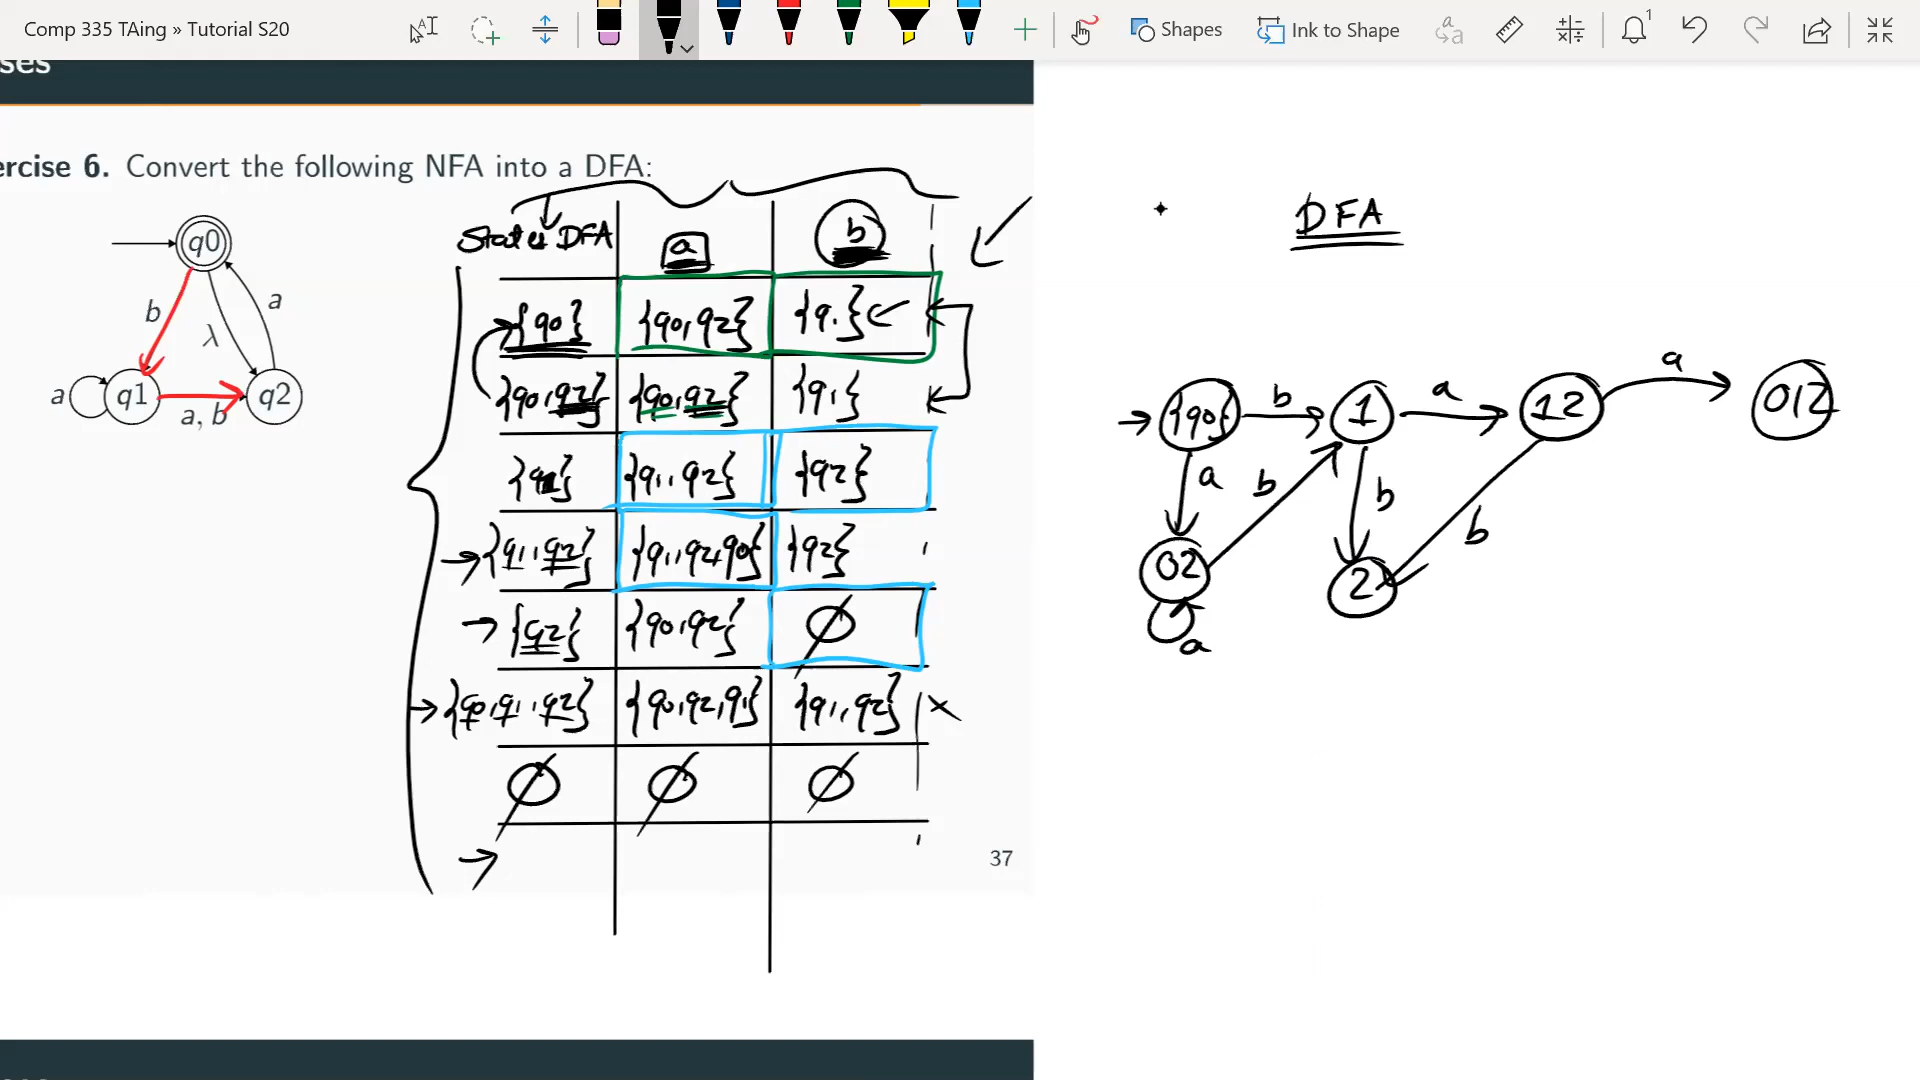 Comp 335 TAing » Tutorial S20
Shapes
Ink to Shape
1
ses
ercise 6. Convert the following NFA into a DFA:
q0
b
λ
a
a
q1
a, b
q2
States DFA a b
{q0} {q0,q2} {q1}
{q0,q2} {q0,q2} {q1}
{q1} {q1,q2} {q2}
{q1,q2} {q1,q2,q0} {q2}
{q2} {q0,q2} ∅
{q0,q1,q2} {q0,q2,q1} {q1,q2} ×
∅ ∅ ∅
37
DFA
{q0} b 1 a 12 a 012
a b b b
02 2
a